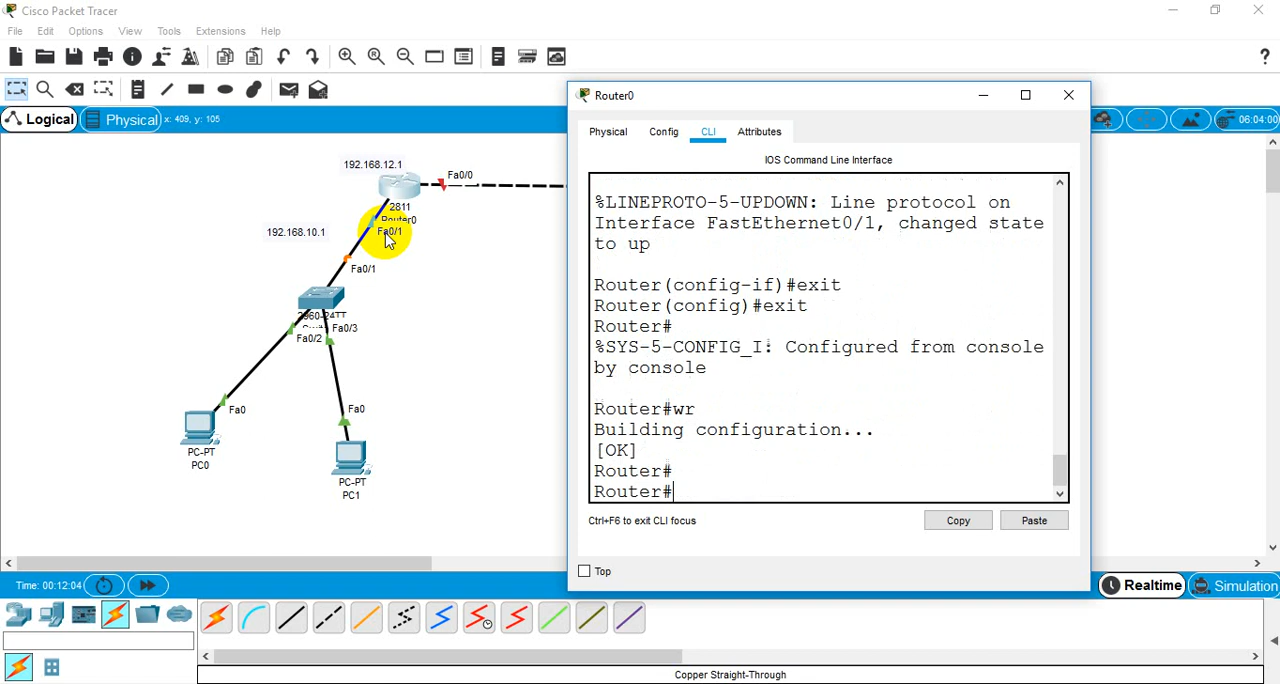 Cisco Packet Tracer
File Edit Options View Tools Extensions Help
?
Logical Physical x: 409, y: 105
06:04:00
192.168.12.1
Fa0/0
2811
Router0
192.168.10.1
Fa0/1
Fa0/1
2960-24TT
Fa0/3
Fa0/2
Fa0
Fa0
PC-PT
PC0
PC-PT
PC1
Router0
Physical Config CLI Attributes
IOS Command Line Interface
%LINEPROTO-5-UPDOWN: Line protocol on
Interface FastEthernet0/1, changed state
to up
Router(config-if)#exit
Router(config)#exit
Router#
%SYS-5-CONFIG_I: Configured from console
by console
Router#wr
Building configuration...
[OK]
Router#
Router#
Ctrl+F6 to exit CLI focus
Copy Paste
Top
Time: 00:12:04
Realtime Simulation
Copper Straight-Through